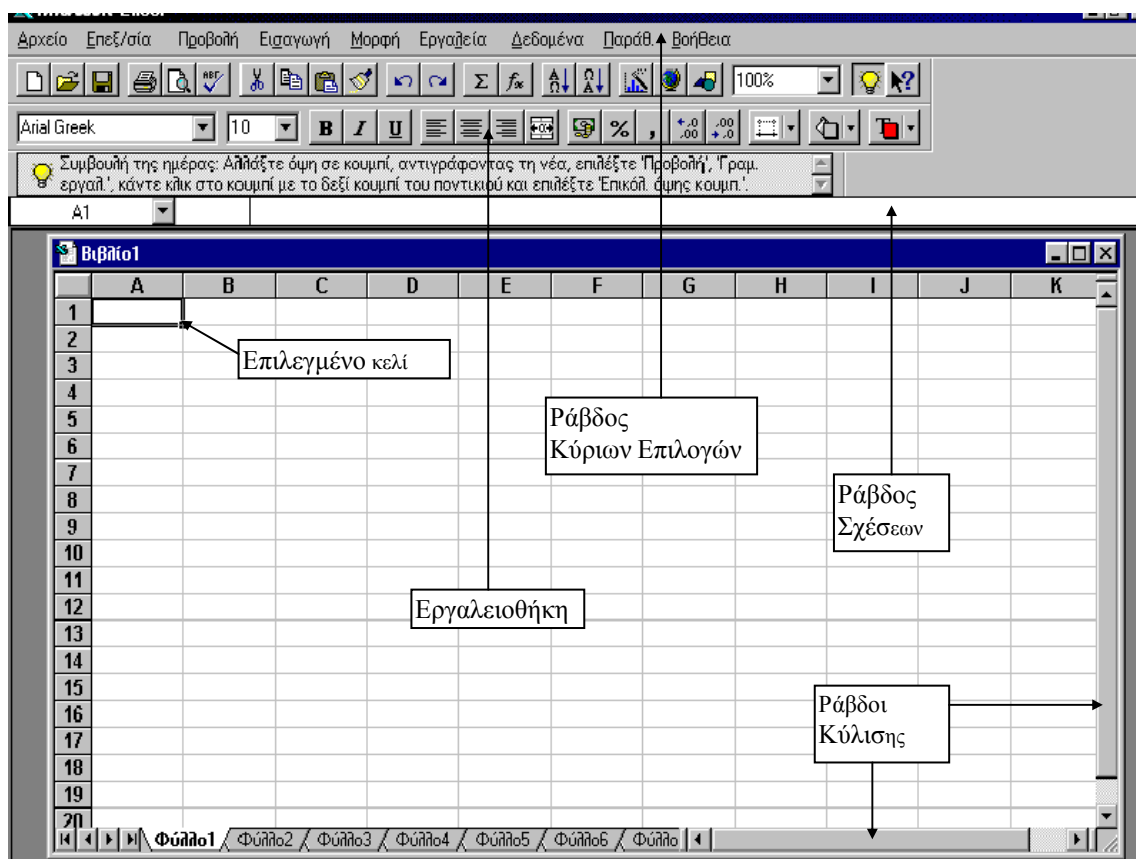 Microsoft Excel
Αρχείο Επεξ/σία Προβολή Εισαγωγή Μορφή Εργαλεία Δεδομένα Παράθ. Βοήθεια
100%
Arial Greek 10 B I U % ,
Συμβουλή της ημέρας: Αλλάξτε όψη σε κουμπί, αντιγράφοντας τη νέα, επιλέξτε 'Προβολή', 'Γραμ.
εργαλ.', κάντε κλικ στο κουμπί με το δεξί κουμπί του ποντικιού και επιλέξτε 'Επικόλ. όψης κουμπ.'.
A1
Βιβλίο1
A B C D E F G H I J K
1
2
3
Επιλεγμένο κελί
4
5
6
Ράβδος
Κύριων Επιλογών
7
8
9
Ράβδος
Σχέσεων
10
11
12
Εργαλειοθήκη
13
14
15
16
Ράβδοι
Κύλισης
17
18
19
20
Φύλλο1 Φύλλο2 Φύλλο3 Φύλλο4 Φύλλο5 Φύλλο6 Φύλλο